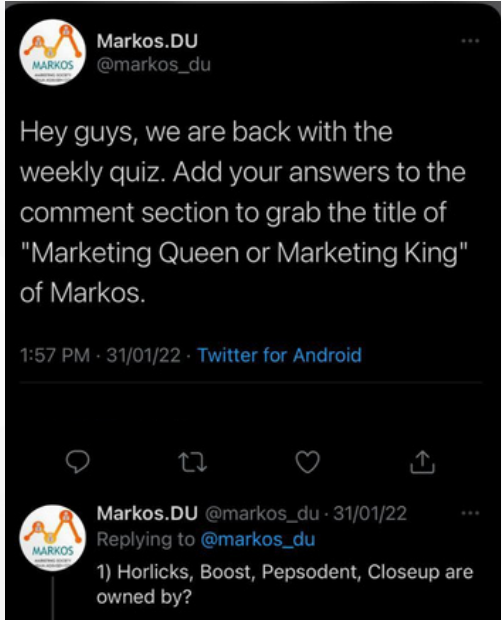 MARKOS
Markos.DU
@markos_du
Hey guys, we are back with the
weekly quiz. Add your answers to the
comment section to grab the title of
"Marketing Queen or Marketing King"
of Markos.
1:57 PM · 31/01/22 · Twitter for Android
MARKOS
Markos.DU @markos_du · 31/01/22
Replying to @markos_du
1) Horlicks, Boost, Pepsodent, Closeup are
owned by?